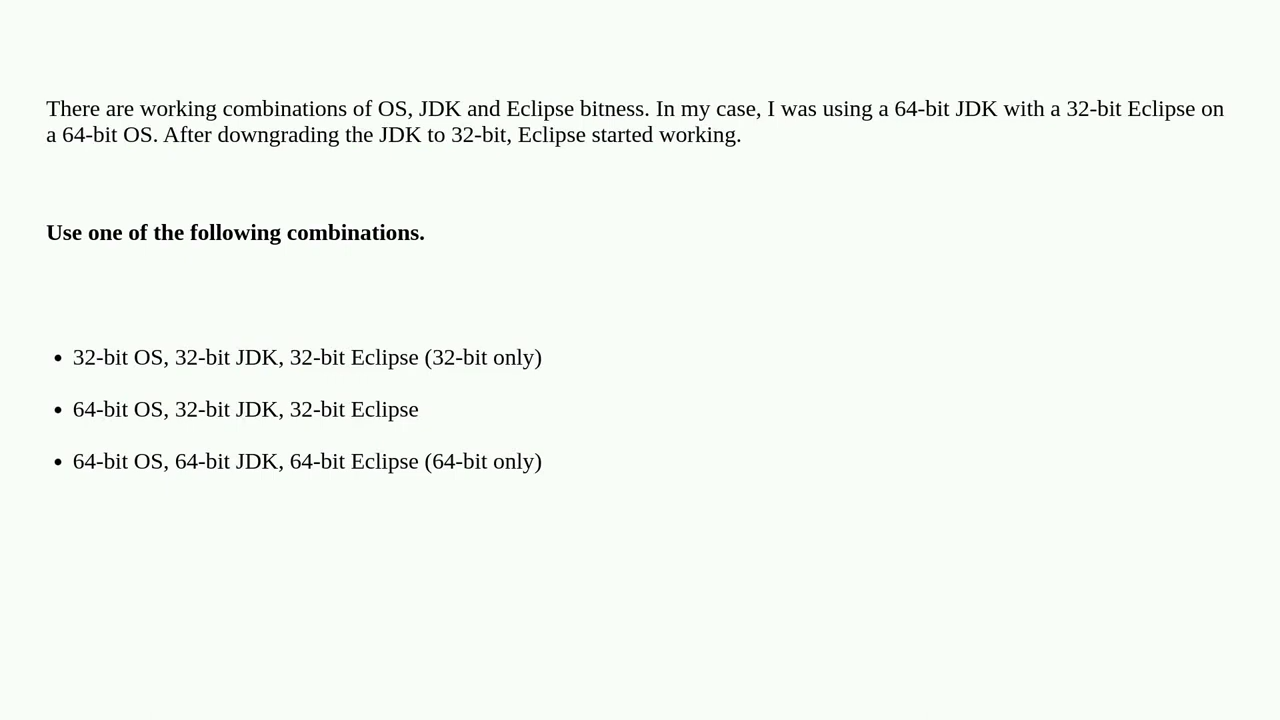 There are working combinations of OS, JDK and Eclipse bitness. In my case, I was using a 64-bit JDK with a 32-bit Eclipse on
a 64-bit OS. After downgrading the JDK to 32-bit, Eclipse started working.
Use one of the following combinations.
• 32-bit OS, 32-bit JDK, 32-bit Eclipse (32-bit only)
• 64-bit OS, 32-bit JDK, 32-bit Eclipse
• 64-bit OS, 64-bit JDK, 64-bit Eclipse (64-bit only)